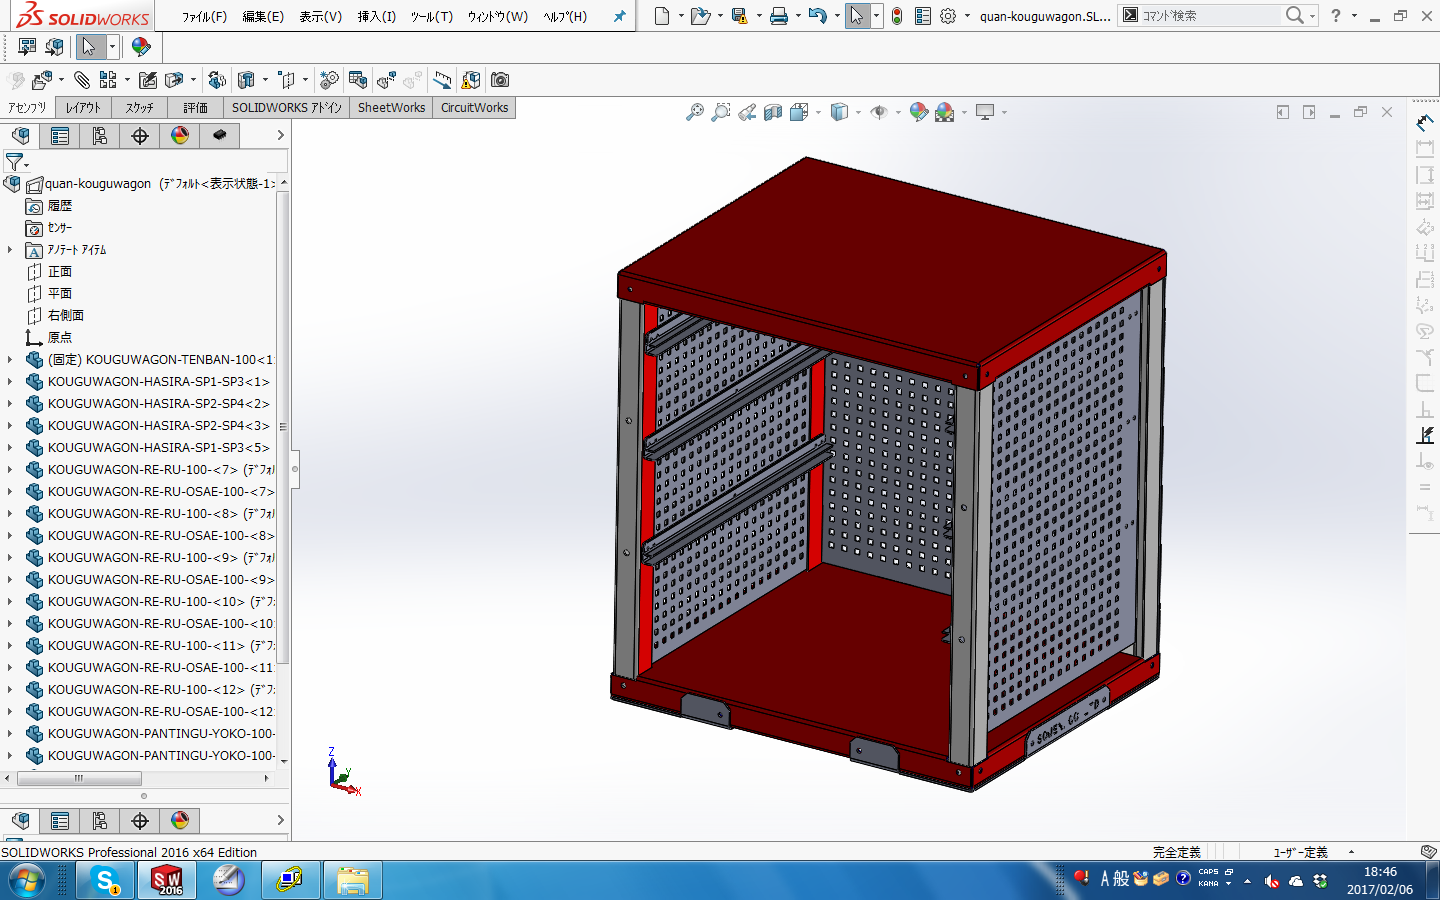 SOLIDWORKS ﾌｧｲﾙ(F) 編集(E) 表示(V) 挿入(I) ﾂｰﾙ(T) ｳｨﾝﾄﾞｳ(W) ﾍﾙﾌ(H) quan-kouguwagon.SL... ｺﾏﾝﾄﾞ検索
ｱｾﾝﾌﾞﾘ ﾚｲｱｳﾄ ｽｹｯﾁ 評価 SOLIDWORKS ｱﾄﾞｲﾝ SheetWorks CircuitWorks
quan-kouguwagon (ﾃﾞﾌｫﾙﾄ<表示状態-1>
履歴
ｾﾝｻｰ
ｱﾉﾃｰﾄ ｱｲﾃﾑ
正面
平面
右側面
原点
(固定) KOUGUWAGON-TENBAN-100<1
KOUGUWAGON-HASIRA-SP1-SP3<1>
KOUGUWAGON-HASIRA-SP2-SP4<2>
KOUGUWAGON-HASIRA-SP2-SP4<3>
KOUGUWAGON-HASIRA-SP1-SP3<5>
KOUGUWAGON-RE-RU-100-<7> (ﾃﾞﾌｫﾙ
KOUGUWAGON-RE-RU-OSAE-100-<7>
KOUGUWAGON-RE-RU-100-<8> (ﾃﾞﾌｫﾙ
KOUGUWAGON-RE-RU-OSAE-100-<8>
KOUGUWAGON-RE-RU-100-<9> (ﾃﾞﾌｫﾙ
KOUGUWAGON-RE-RU-OSAE-100-<9>
KOUGUWAGON-RE-RU-100-<10> (ﾃﾞﾌ
KOUGUWAGON-RE-RU-OSAE-100-<10
KOUGUWAGON-RE-RU-100-<11> (ﾃﾞﾌ
KOUGUWAGON-RE-RU-OSAE-100-<11
KOUGUWAGON-RE-RU-100-<12> (ﾃﾞﾌ
KOUGUWAGON-RE-RU-OSAE-100-<12
KOUGUWAGON-PANTINGU-YOKO-100-
KOUGUWAGON-PANTINGU-YOKO-100-
Z
Y
X
SOLIDWORKS Professional 2016 x64 Edition 完全定義 ﾕｰｻﾞｰ定義
SW 2016
A 般 CAPS KANA
18:46
2017/02/06